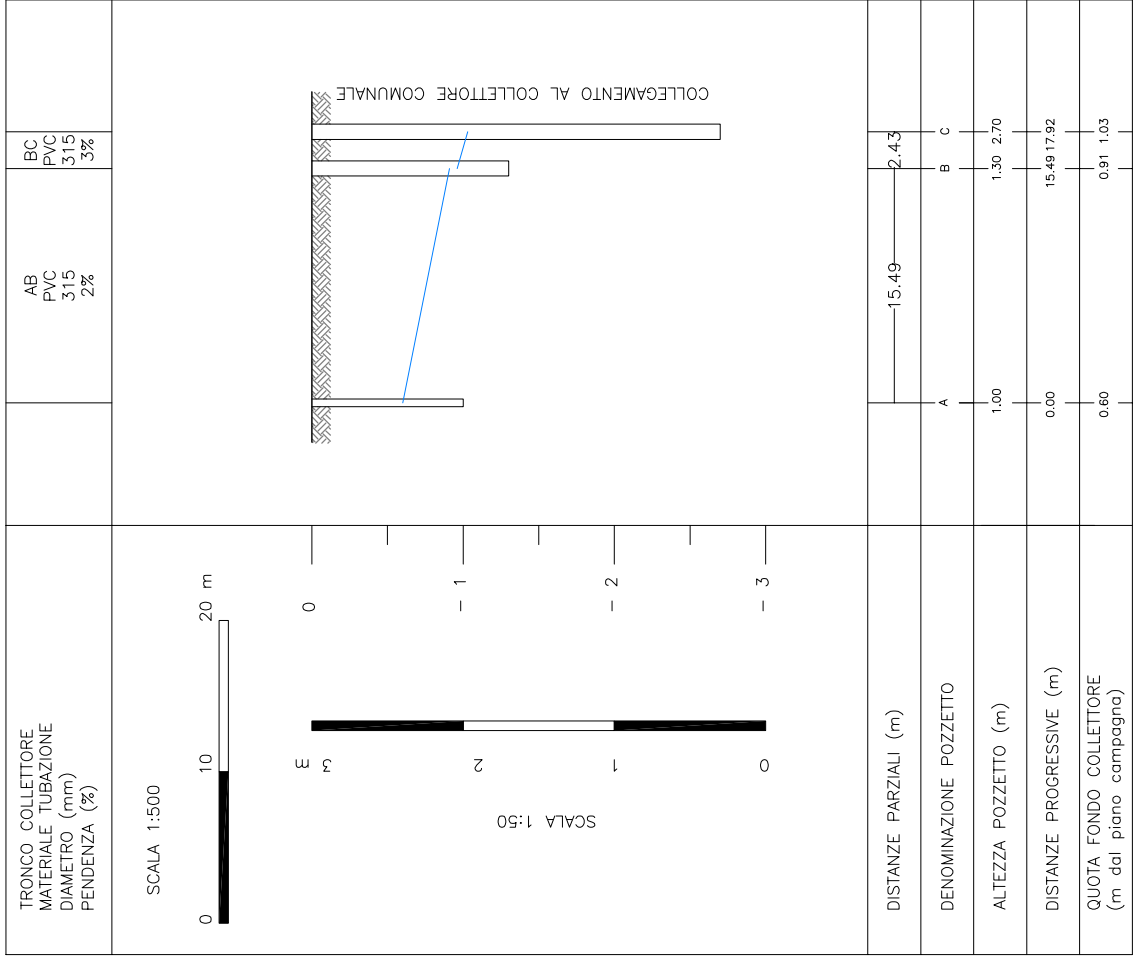 TRONCO COLLETTORE
MATERIALE TUBAZIONE
DIAMETRO (mm)
PENDENZA (%)
AB
PVC
315
2%
BC
PVC
315
3%
SCALA 1:500
0 10 20 m
SCALA 1:50
0 1 2 3 m
0
- 1
- 2
- 3
COLLEGAMENTO AL COLLETTORE COMUNALE
DISTANZE PARZIALI (m) 15.49 2.43
DENOMINAZIONE POZZETTO A B C
ALTEZZA POZZETTO (m) 1.00 1.30 2.70
DISTANZE PROGRESSIVE (m) 0.00 15.49 17.92
QUOTA FONDO COLLETTORE
(m dal piano campagna) 0.60 0.91 1.03